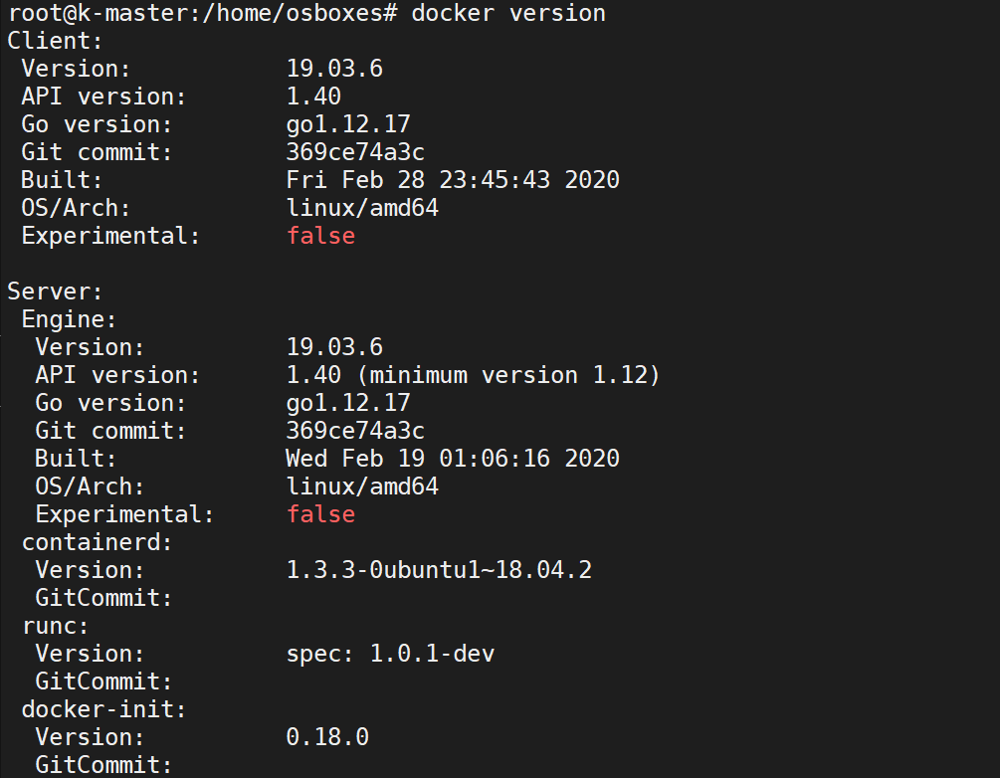 root@k-master:/home/osboxes# docker version
Client:
 Version:           19.03.6
 API version:       1.40
 Go version:        go1.12.17
 Git commit:        369ce74a3c
 Built:             Fri Feb 28 23:45:43 2020
 OS/Arch:           linux/amd64
 Experimental:      false

Server:
 Engine:
  Version:          19.03.6
  API version:      1.40 (minimum version 1.12)
  Go version:       go1.12.17
  Git commit:       369ce74a3c
  Built:            Wed Feb 19 01:06:16 2020
  OS/Arch:          linux/amd64
  Experimental:     false
 containerd:
  Version:          1.3.3-0ubuntu1~18.04.2
  GitCommit:
 runc:
  Version:          spec: 1.0.1-dev
  GitCommit:
 docker-init:
  Version:          0.18.0
  GitCommit: